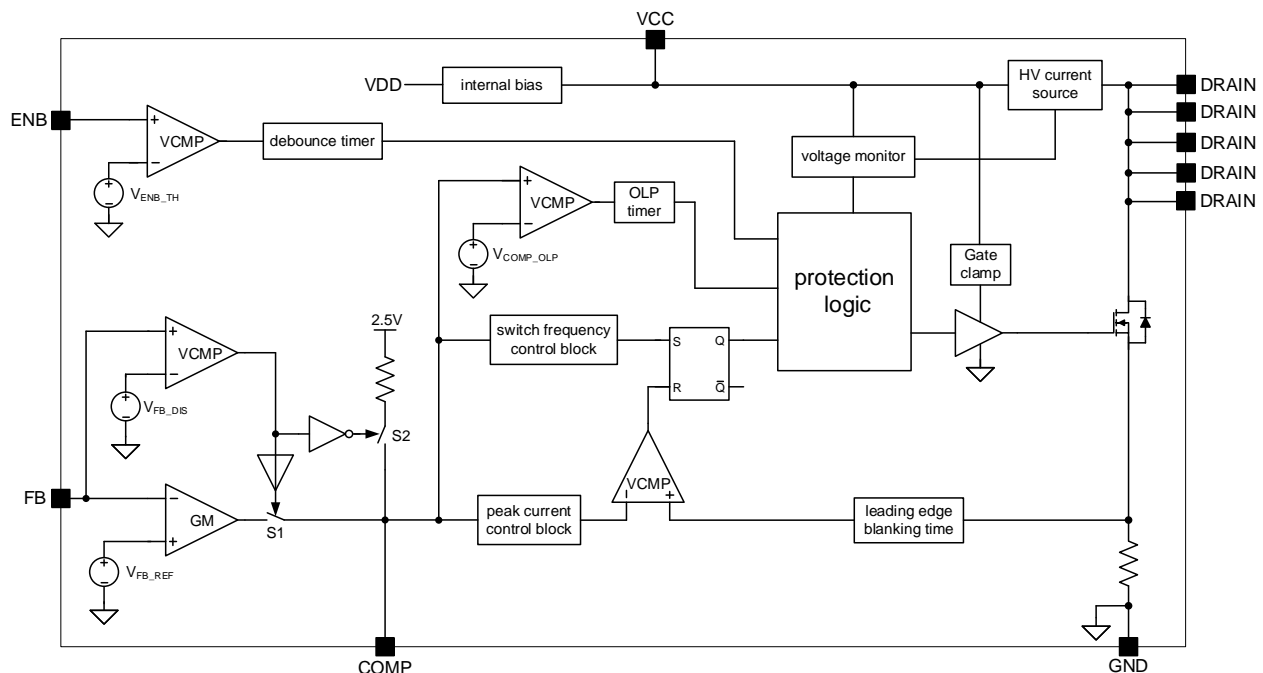 VCC
VDD
internal bias
HV current
source
DRAIN
DRAIN
DRAIN
DRAIN
DRAIN
ENB
+
VCMP
−
V_ENB_TH
debounce timer
voltage monitor
+
VCMP
−
V_COMP_OLP
OLP
timer
protection
logic
Gate
clamp
2.5V
switch frequency
control block
S
Q
R
Q̅
+
VCMP
−
V_FB_DIS
S2
FB
−
GM
+
V_FB_REF
S1
peak current
control block
−
VCMP
+
leading edge
blanking time
COMP
GND